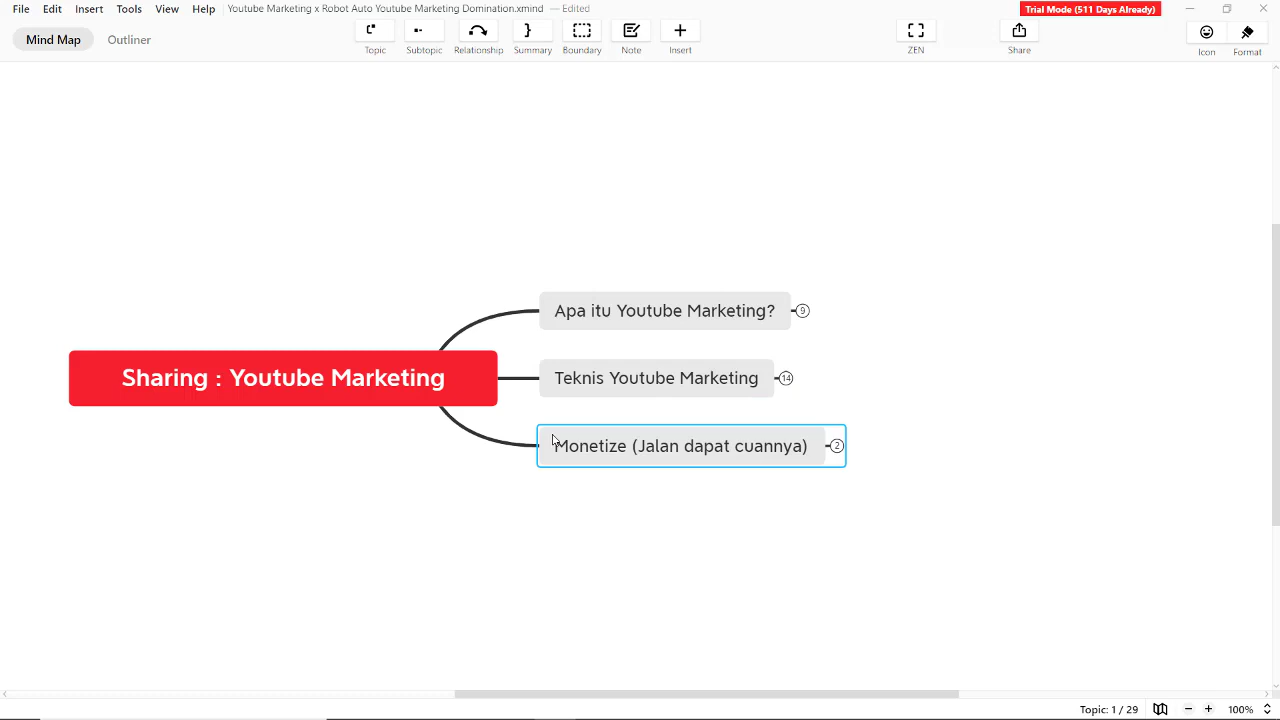 File Edit Insert Tools View Help Youtube Marketing x Robot Auto Youtube Marketing Domination.xmind — Edited Trial Mode (511 Days Already)
Mind Map Outliner
Topic Subtopic Relationship Summary Boundary Note Insert ZEN Share Icon Format
Apa itu Youtube Marketing? 9
Sharing : Youtube Marketing
Teknis Youtube Marketing 14
Monetize (Jalan dapat cuannya) 2
Topic: 1 / 29 100%